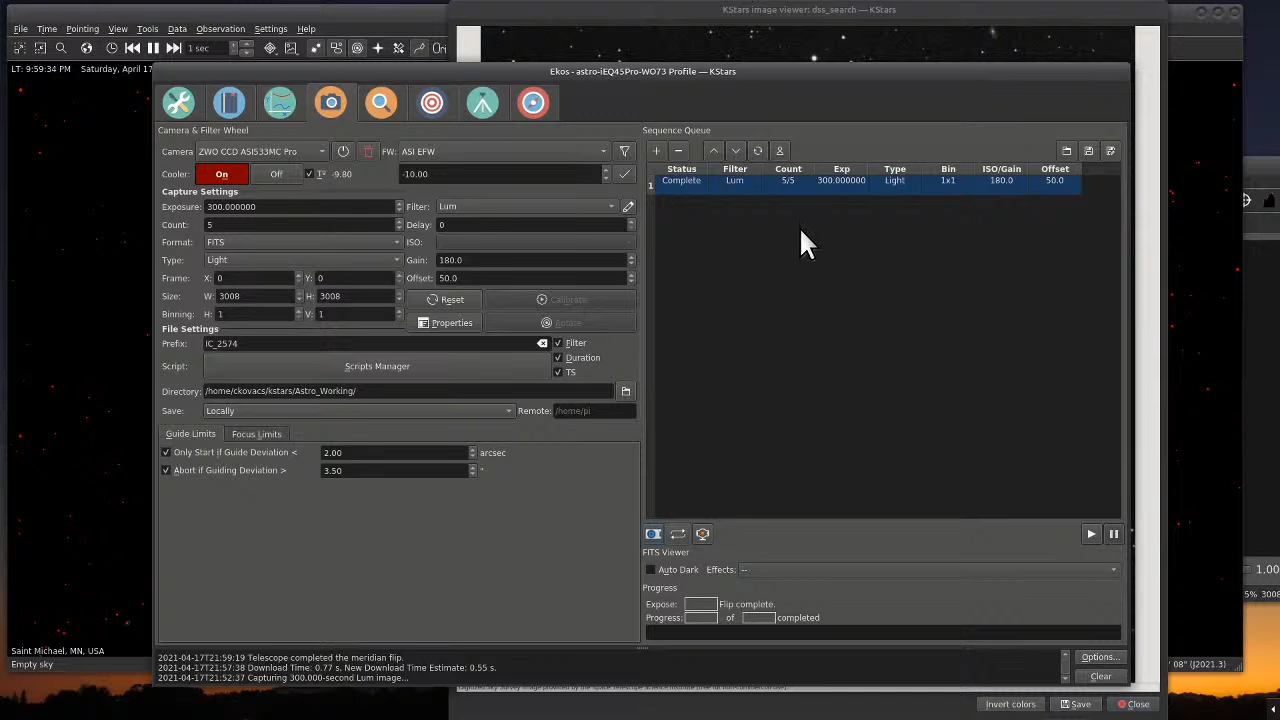 KStars image viewer: dss_search — KStars
File Time Pointing View Tools Data Observation Settings Help
1 sec
LT: 9:59:34 PM Saturday, April 17
Ekos - astro-iEQ45Pro-WO73 Profile — KStars
Camera & Filter Wheel
Camera ZWO CCD ASI533MC Pro FW: ASI EFW
Cooler: On Off T° -9.80 -10.00
Capture Settings
Exposure: 300.000000 Filter: Lum
Count: 5 Delay: 0
Format: FITS ISO:
Type: Light Gain: 180.0
Frame: X: 0 Y: 0 Offset: 50.0
Size: W: 3008 H: 3008 Reset Calibrate
Binning: H: 1 V: 1 Properties Rotate
File Settings
Prefix: IC_2574 Filter
Duration
Script: Scripts Manager TS
Directory: /home/ckovacs/kstars/Astro_Working/
Save: Locally Remote: /home/pi
Guide Limits Focus Limits
Only Start if Guide Deviation < 2.00 arcsec
Abort if Guiding Deviation > 3.50 "
Sequence Queue
Status Filter Count Exp Type Bin ISO/Gain Offset
1 Complete Lum 5/5 300.000000 Light 1x1 180.0 50.0
FITS Viewer
Auto Dark Effects: --
Progress
Expose: Flip complete.
Progress: of completed
2021-04-17T21:59:19 Telescope completed the meridian flip.
2021-04-17T21:57:38 Download Time: 0.77 s, New Download Time Estimate: 0.55 s.
2021-04-17T21:52:37 Capturing 300.000-second Lum image...
Options...
Clear
Saint Michael, MN, USA
Empty sky
1.00
5% 3008
' 08" (J2021.3)
Invert colors Save Close